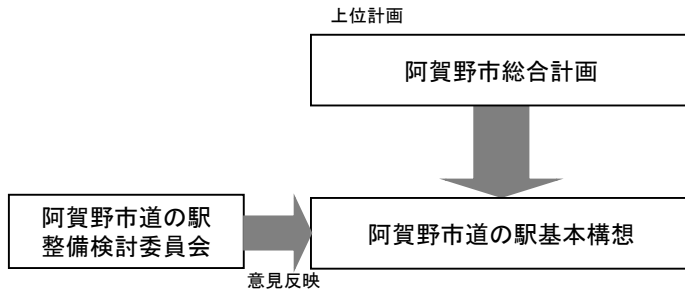 上位計画
阿賀野市総合計画
阿賀野市道の駅
整備検討委員会
意見反映
阿賀野市道の駅基本構想